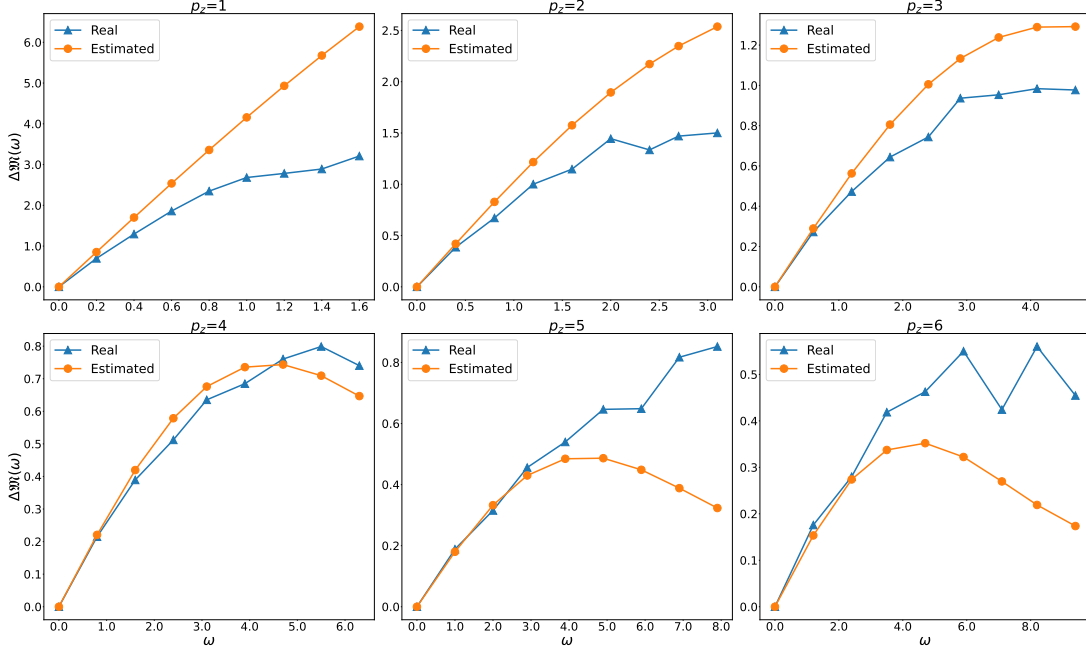 p_z=1
Real
Estimated
6.0
5.0
4.0
3.0
2.0
1.0
0.0
Δ𝔐(ω)
0.0 0.2 0.4 0.6 0.8 1.0 1.2 1.4 1.6
p_z=2
Real
Estimated
2.5
2.0
1.5
1.0
0.5
0.0
0.0 0.5 1.0 1.5 2.0 2.5 3.0
p_z=3
Real
Estimated
1.2
1.0
0.8
0.6
0.4
0.2
0.0
0.0 1.0 2.0 3.0 4.0
p_z=4
Real
Estimated
0.8
0.7
0.6
0.5
0.4
0.3
0.2
0.1
0.0
Δ𝔐(ω)
0.0 1.0 2.0 3.0 4.0 5.0 6.0
ω
p_z=5
Real
Estimated
0.8
0.6
0.4
0.2
0.0
0.0 1.0 2.0 3.0 4.0 5.0 6.0 7.0 8.0
ω
p_z=6
Real
Estimated
0.5
0.4
0.3
0.2
0.1
0.0
0.0 2.0 4.0 6.0 8.0
ω